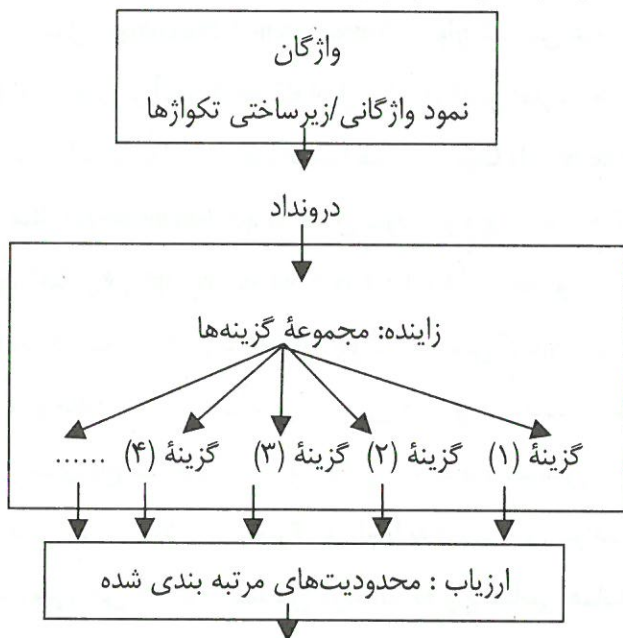 واژگان
نمود واژگانی/زیرساختی تکواژها
درونداد
زاینده: مجموعهٔ گزینه‌ها
گزینهٔ (۱) گزینهٔ (۲) گزینهٔ (۳) گزینهٔ (۴) ......
ارزیاب : محدودیت‌های مرتبه بندی شده